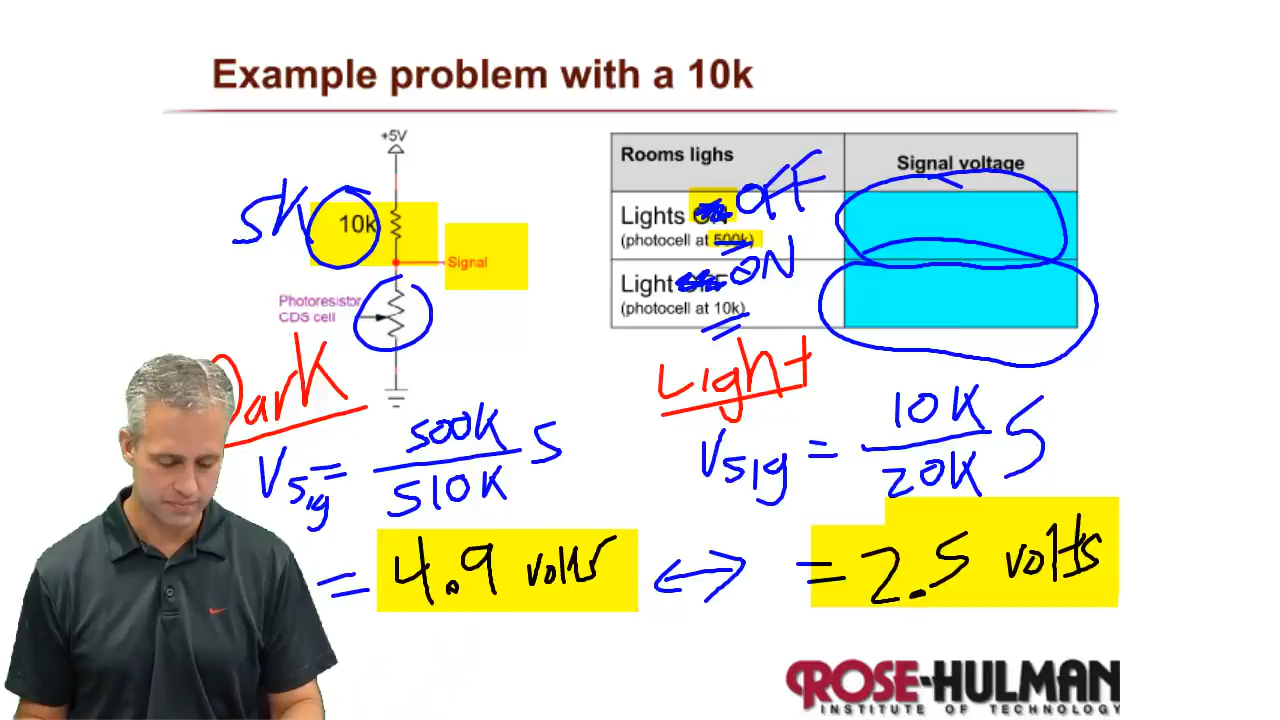 Example problem with a 10k
+5V
5K
10k
Signal
Photoresistor
CDS cell
Rooms lighs
Signal voltage
Lights ON OFF
(photocell at 500k)
Light OFF ON
(photocell at 10k)
Dark
Vsig = 500K / 510K 5
= 4.9 volts
Light
Vsig = 10K / 20K 5
= 2.5 volts
ROSE-HULMAN
INSTITUTE OF TECHNOLOGY